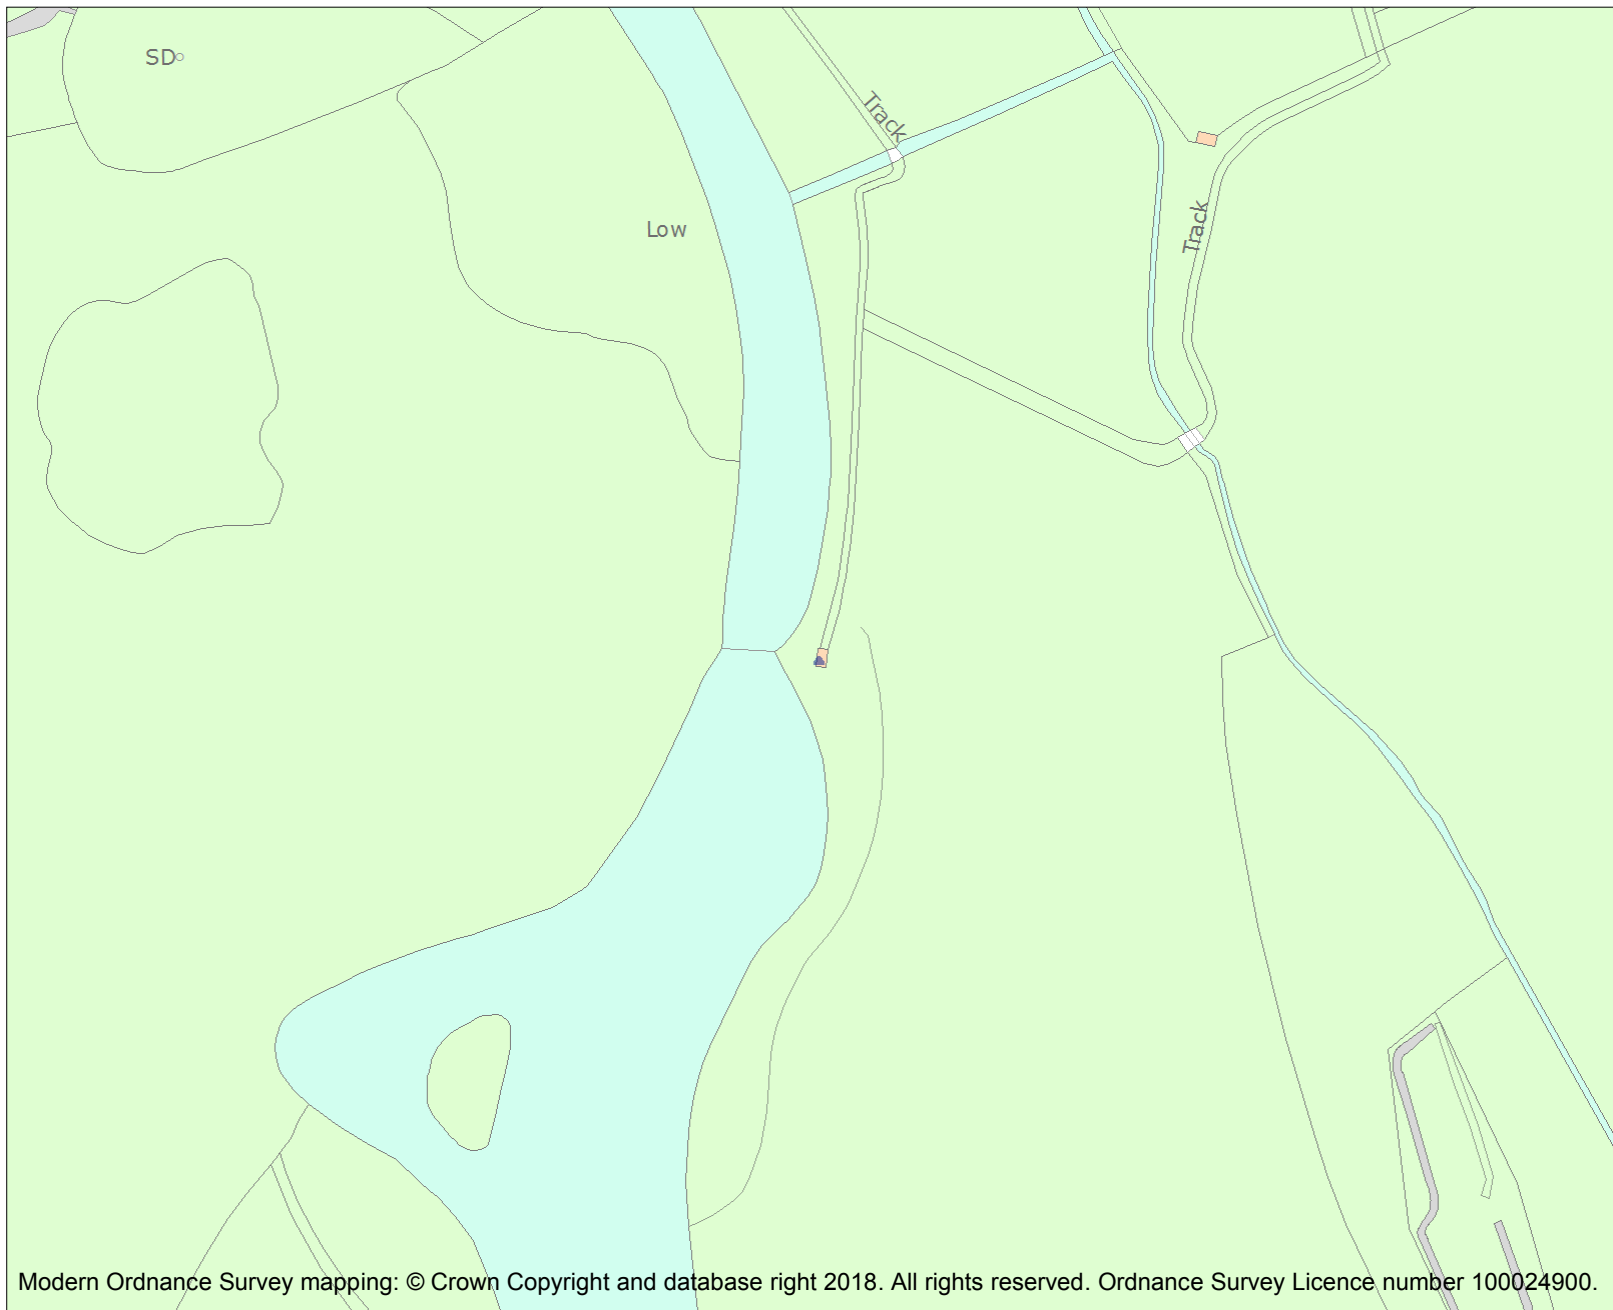 SD
Track
Track
Low
Modern Ordnance Survey mapping: © Crown Copyright and database right 2018. All rights reserved. Ordnance Survey Licence number 100024900.